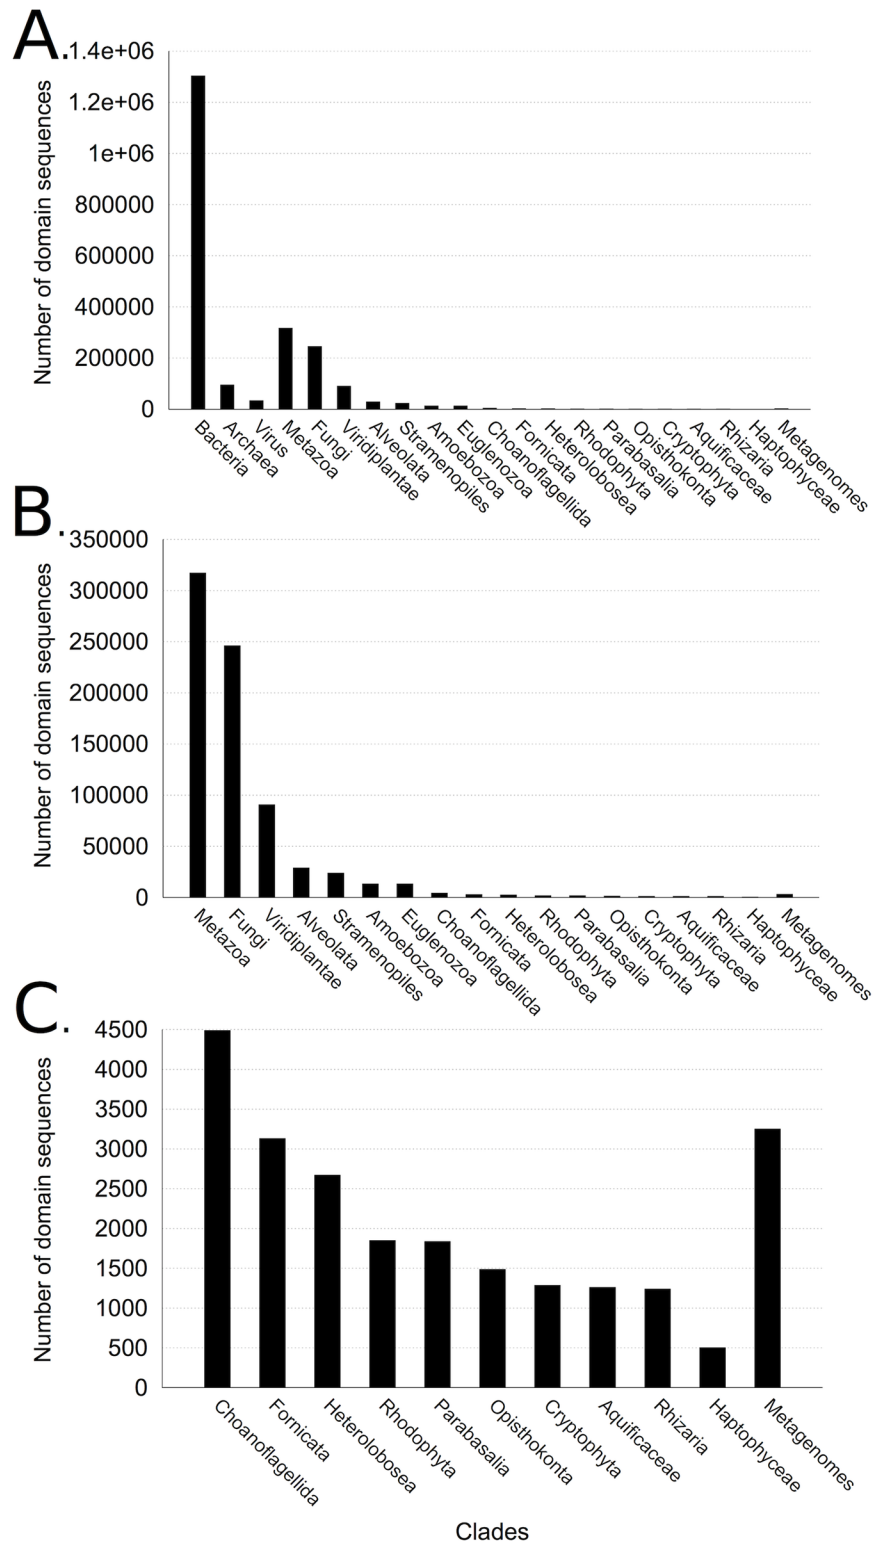 A.
Number of domain sequences
1.4e+06
1.2e+06
1e+06
800000
600000
400000
200000
0
Bacteria
Archaea
Virus
Metazoa
Fungi
Viridiplantae
Alveolata
Stramenopiles
Amoebozoa
Euglenozoa
Choanoflagellida
Fornicata
Heterolobosea
Rhodophyta
Parabasalia
Opisthokonta
Cryptophyta
Aquificaceae
Rhizaria
Haptophyceae
Metagenomes
B.
Number of domain sequences
350000
300000
250000
200000
150000
100000
50000
0
Metazoa
Fungi
Viridiplantae
Alveolata
Stramenopiles
Amoebozoa
Euglenozoa
Choanoflagellida
Fornicata
Heterolobosea
Rhodophyta
Parabasalia
Opisthokonta
Cryptophyta
Aquificaceae
Rhizaria
Haptophyceae
Metagenomes
C.
Number of domain sequences
4500
4000
3500
3000
2500
2000
1500
1000
500
0
Choanoflagellida
Fornicata
Heterolobosea
Rhodophyta
Parabasalia
Opisthokonta
Cryptophyta
Aquificaceae
Rhizaria
Haptophyceae
Metagenomes
Clades